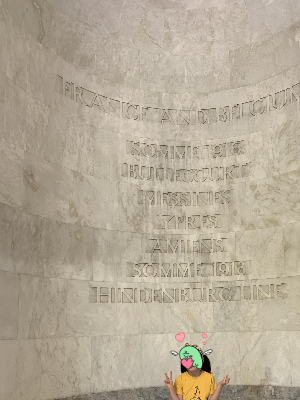 FRANCE AND BELGIUM
SOMME 1916
BULLECOURT
MESSINES
YPRES
AMIENS
SOMME 1918
HINDENBURG LINE